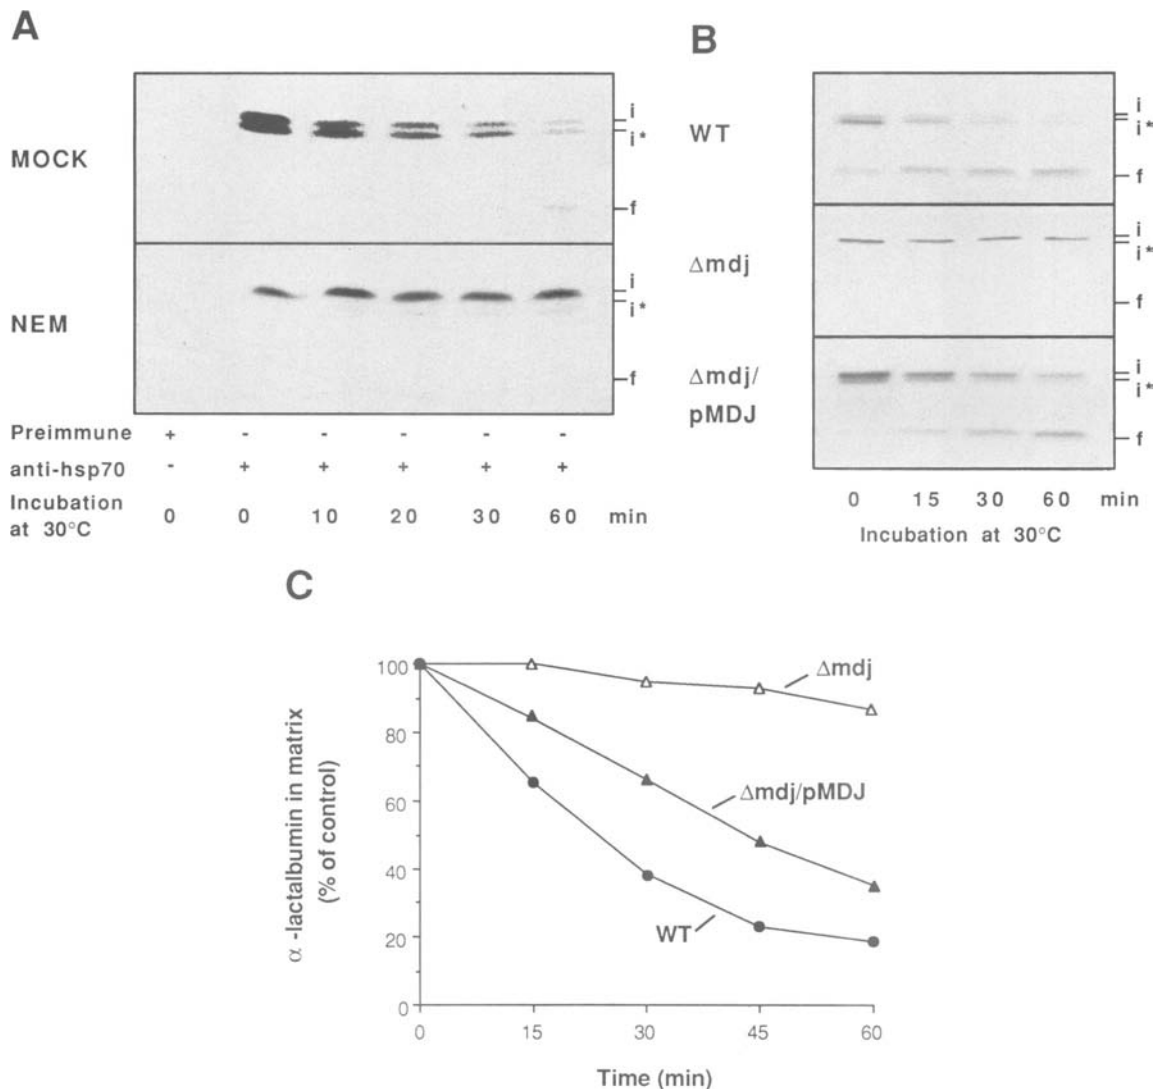 A
MOCK
i
i*
f
NEM
i
i*
f
Preimmune + - - - - -
anti-hsp70 - + + + + +
Incubation at 30°C 0 0 10 20 30 60 min
B
WT
i
i*
f
Δmdj
i
i*
f
Δmdj/
pMDJ
i
i*
f
0 15 30 60 min
Incubation at 30°C
C
α -lactalbumin in matrix
(% of control)
100
80
60
40
20
0
Δmdj
Δmdj/pMDJ
WT
0 15 30 45 60
Time (min)